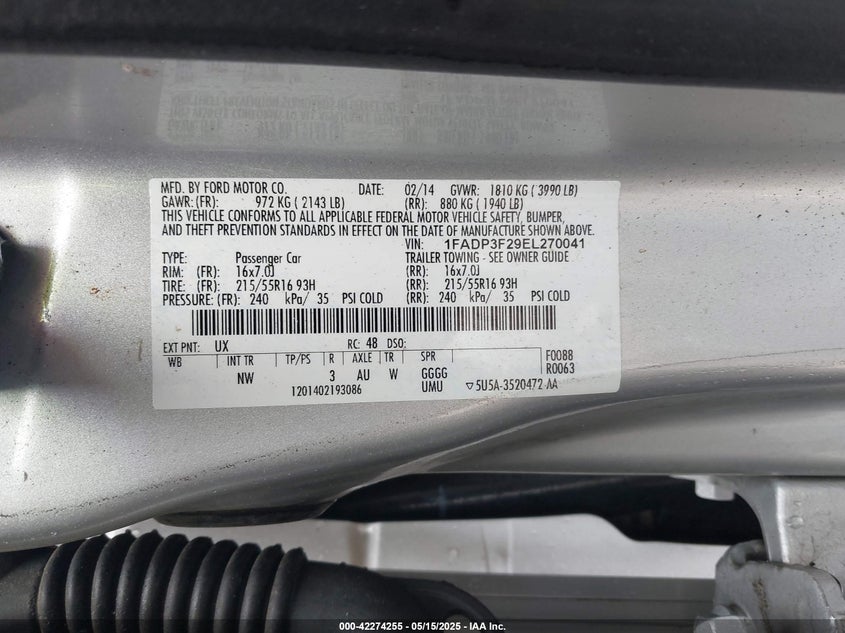 MFD. BY FORD MOTOR CO. DATE: 02/14 GVWR: 1810 KG ( 3990 LB)
GAWR: (FR): 972 KG ( 2143 LB) (RR): 880 KG ( 1940 LB)
THIS VEHICLE CONFORMS TO ALL APPLICABLE FEDERAL MOTOR VEHICLE SAFETY, BUMPER,
AND THEFT PREVENTION STANDARDS IN EFFECT ON THE DATE OF MANUFACTURE SHOWN ABOVE.
VIN: 1FADP3F29EL270041
TYPE: Passenger Car TRAILER TOWING - SEE OWNER GUIDE
RIM: (FR): 16x7.0J (RR): 16x7.0J
TIRE: (FR): 215/55R16 93H (RR): 215/55R16 93H
PRESSURE: (FR): 240 kPa/ 35 PSI COLD (RR): 240 kPa/ 35 PSI COLD
EXT PNT: UX RC: 48 DSO:
WB INT TR TP/PS R AXLE TR SPR F0088
NW 3 AU W GGGG R0063
1201402193086 UMU ▽5U5A-3520472-AA
000-42274255 - 05/15/2025 - IAA Inc.